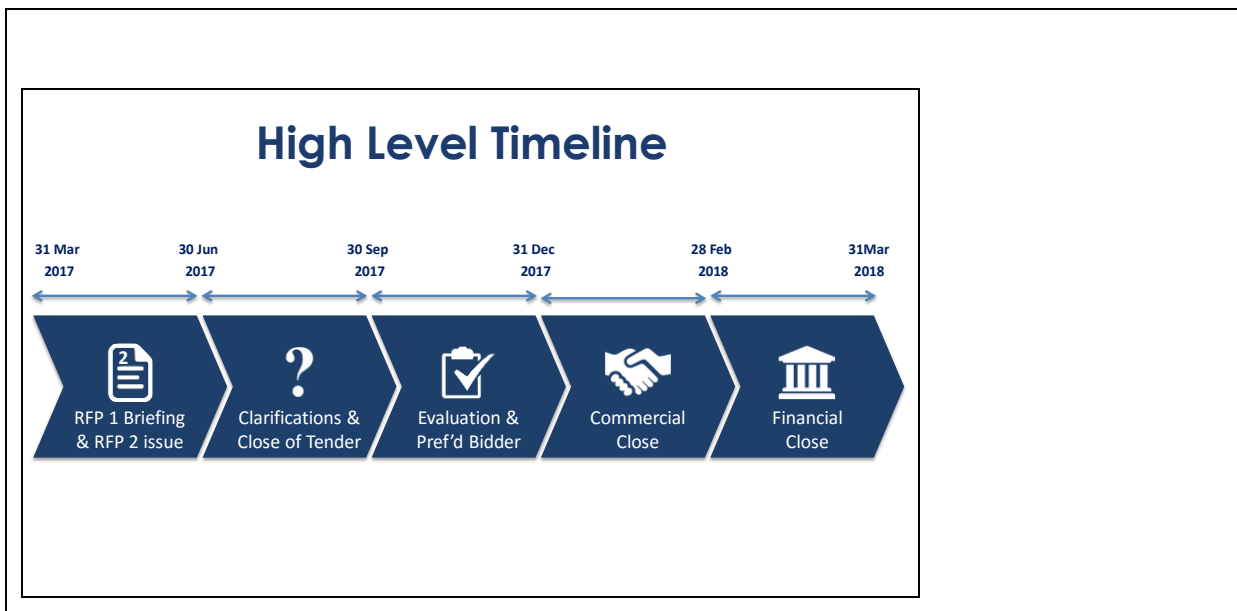 High Level Timeline
31 Mar 30 Jun 30 Sep 31 Dec 28 Feb 31Mar
2017 2017 2017 2017 2018 2018
2
?
RFP 1 Briefing
& RFP 2 issue
Clarifications &
Close of Tender
Evaluation &
Pref’d Bidder
Commercial
Close
Financial
Close